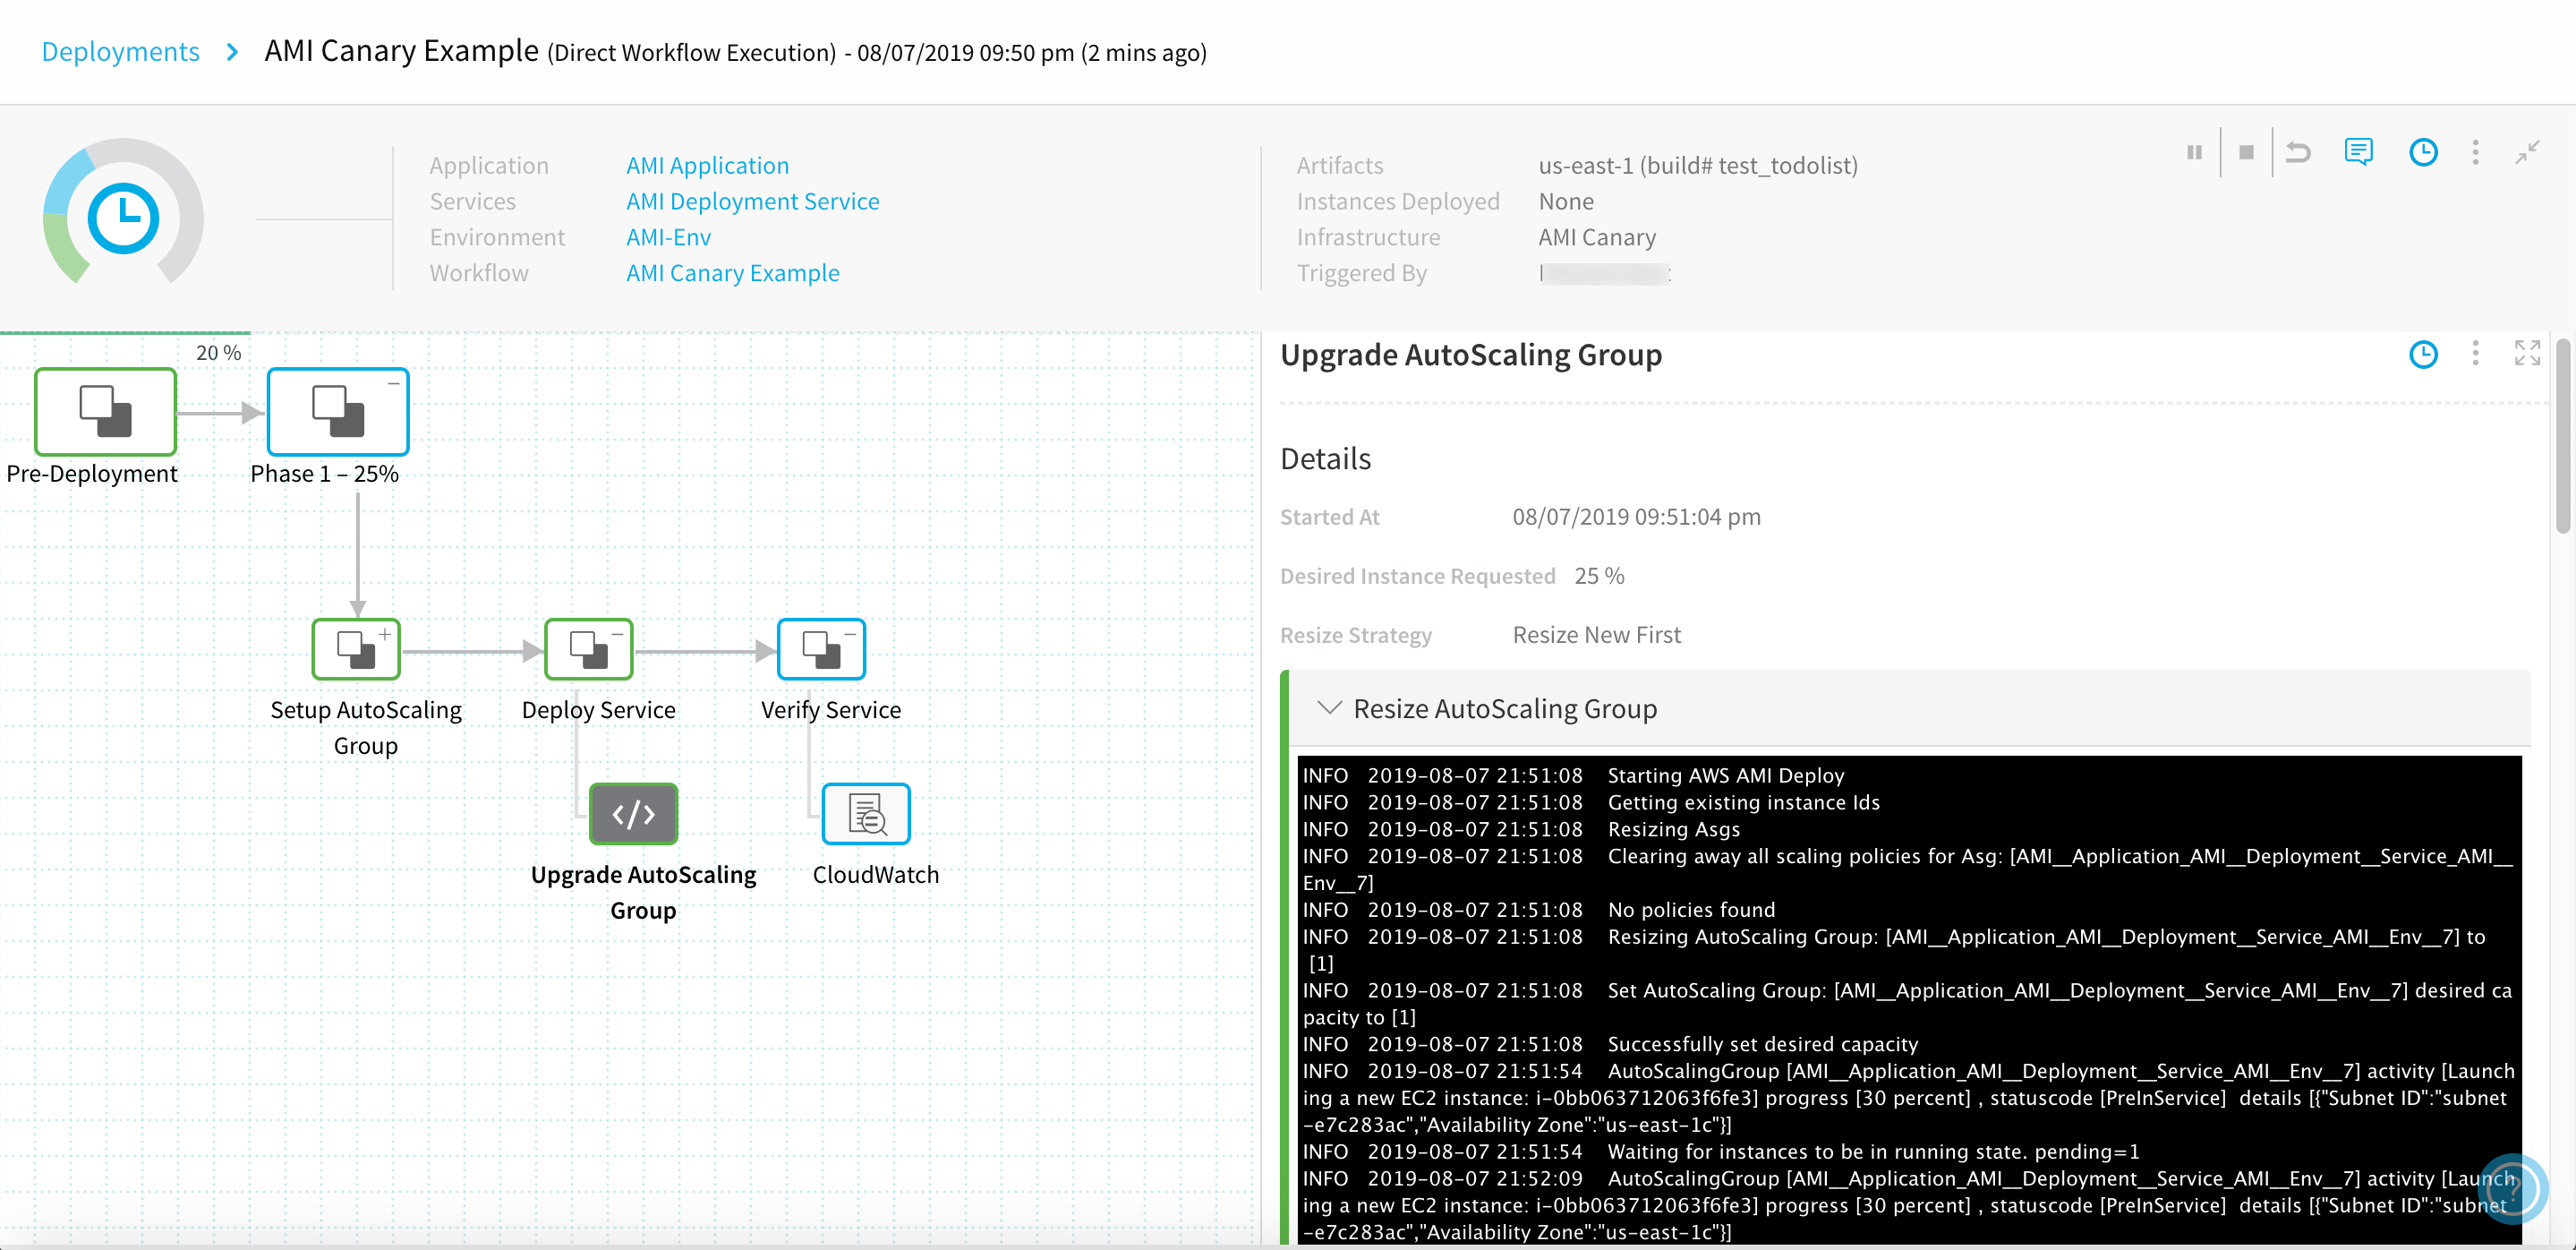 Deployments > AMI Canary Example (Direct Workflow Execution) - 08/07/2019 09:50 pm (2 mins ago)
Application AMI Application
Services AMI Deployment Service
Environment AMI-Env
Workflow AMI Canary Example
Artifacts us-east-1 (build# test_todolist)
Instances Deployed None
Infrastructure AMI Canary
Triggered By
20 %
Pre-Deployment
Phase 1 – 25%
Setup AutoScaling
Group
Deploy Service
Verify Service
Upgrade AutoScaling
Group
CloudWatch
Upgrade AutoScaling Group
Details
Started At 08/07/2019 09:51:04 pm
Desired Instance Requested 25 %
Resize Strategy Resize New First
Resize AutoScaling Group
INFO 2019-08-07 21:51:08 Starting AWS AMI Deploy
INFO 2019-08-07 21:51:08 Getting existing instance Ids
INFO 2019-08-07 21:51:08 Resizing Asgs
INFO 2019-08-07 21:51:08 Clearing away all scaling policies for Asg: [AMI__Application_AMI__Deployment__Service_AMI__
Env__7]
INFO 2019-08-07 21:51:08 No policies found
INFO 2019-08-07 21:51:08 Resizing AutoScaling Group: [AMI__Application_AMI__Deployment__Service_AMI__Env__7] to
[1]
INFO 2019-08-07 21:51:08 Set AutoScaling Group: [AMI__Application_AMI__Deployment__Service_AMI__Env__7] desired ca
pacity to [1]
INFO 2019-08-07 21:51:08 Successfully set desired capacity
INFO 2019-08-07 21:51:54 AutoScalingGroup [AMI__Application_AMI__Deployment__Service_AMI__Env__7] activity [Launch
ing a new EC2 instance: i-0bb063712063f6fe3] progress [30 percent] , statuscode [PreInService] details [{"Subnet ID":"subnet
-e7c283ac","Availability Zone":"us-east-1c"}]
INFO 2019-08-07 21:51:54 Waiting for instances to be in running state. pending=1
INFO 2019-08-07 21:52:09 AutoScalingGroup [AMI__Application_AMI__Deployment__Service_AMI__Env__7] activity [Launch
ing a new EC2 instance: i-0bb063712063f6fe3] progress [30 percent] , statuscode [PreInService] details [{"Subnet ID":"subnet
-e7c283ac","Availability Zone":"us-east-1c"}]
?